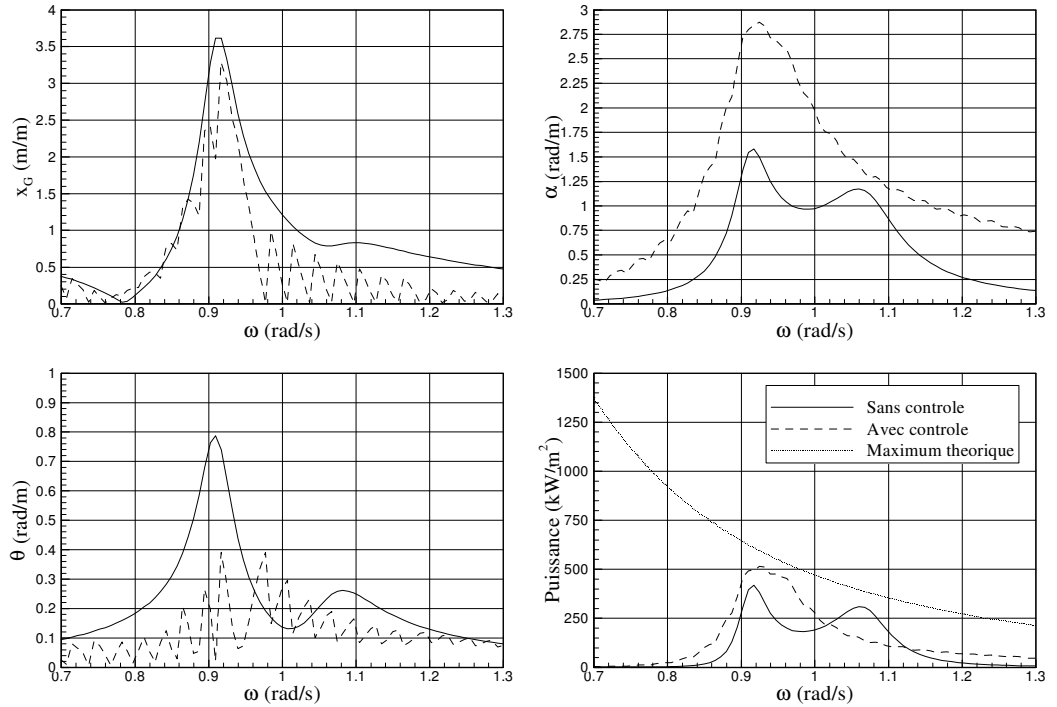 4
3.5
3
2.5
2
1.5
1
0.5
0
x_G (m/m)
0.7 0.8 0.9 1 1.1 1.2 1.3
ω (rad/s)
3
2.75
2.5
2.25
2
1.75
1.5
1.25
1
0.75
0.5
0.25
0
α (rad/m)
0.7 0.8 0.9 1 1.1 1.2 1.3
ω (rad/s)
1
0.9
0.8
0.7
0.6
0.5
0.4
0.3
0.2
0.1
0
θ (rad/m)
0.7 0.8 0.9 1 1.1 1.2 1.3
ω (rad/s)
1500
1250
1000
750
500
250
0
Puissance (kW/m²)
Sans controle
Avec controle
Maximum theorique
0.7 0.8 0.9 1 1.1 1.2 1.3
ω (rad/s)